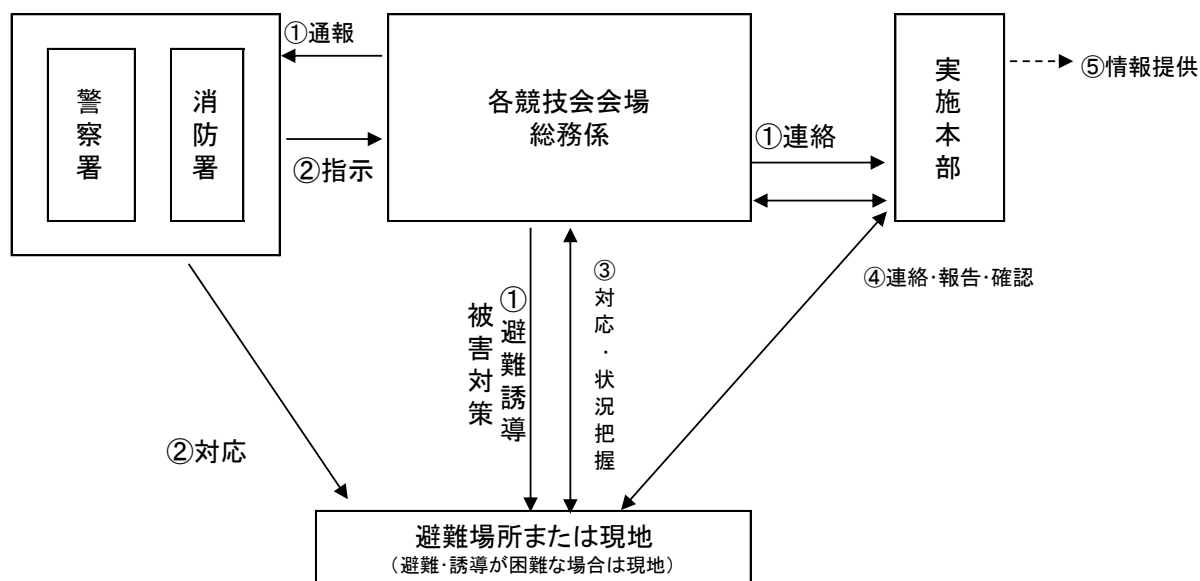 ①通報
警察署
消防署
②指示
各競技会会場
総務係
①連絡
実施本部
⑤情報提供
④連絡・報告・確認
①避難誘導
被害対策
③対応・状況把握
②対応
避難場所または現地
（避難・誘導が困難な場合は現地）